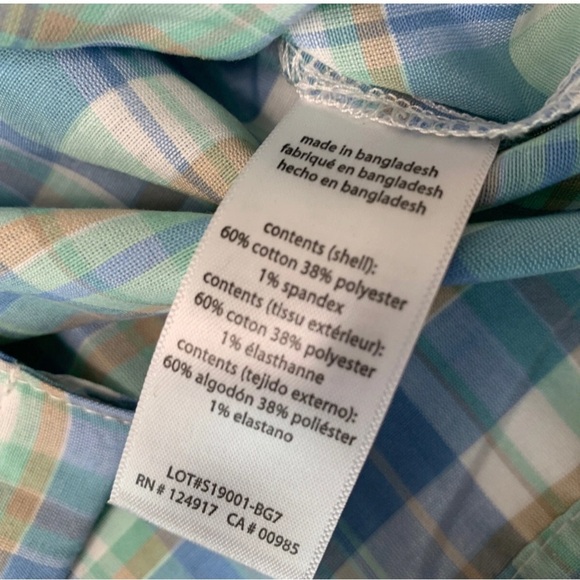 made in bangladesh
fabriqué en bangladesh
hecho en bangladesh
contents (shell):
60% cotton 38% polyester
1% spandex
contents (tissu extérieur):
60% coton 38% polyester
1% élasthanne
contents (tejido externo):
60% algodón 38% poliéster
1% elastano
LOT#S19001-BG7
RN # 124917 CA # 00985